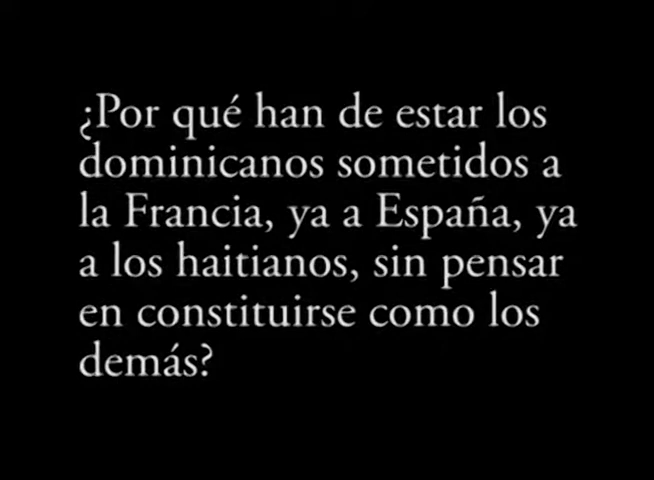 ¿Por qué han de estar los
dominicanos sometidos a
la Francia, ya a España, ya
a los haitianos, sin pensar
en constituirse como los
demás?